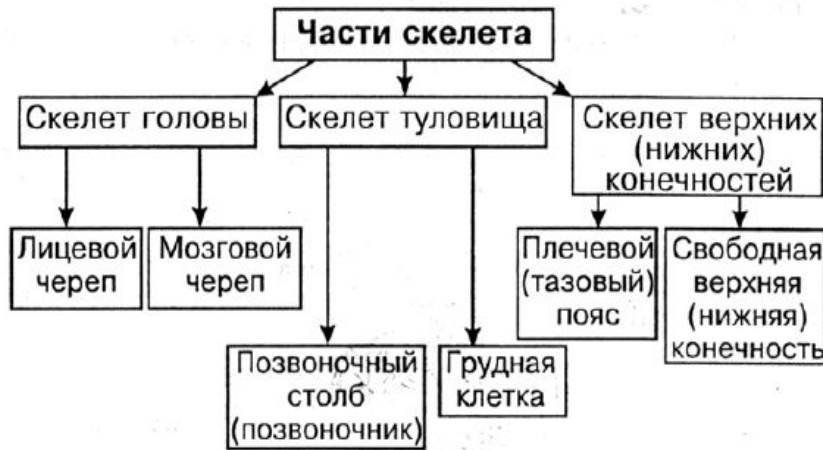 Части скелета
Скелет головы
Скелет туловища
Скелет верхних
(нижних)
конечностей
Лицевой
череп
Мозговой
череп
Позвоночный
столб
(позвоночник)
Грудная
клетка
Плечевой
(тазовый)
пояс
Свободная
верхняя
(нижняя)
конечность